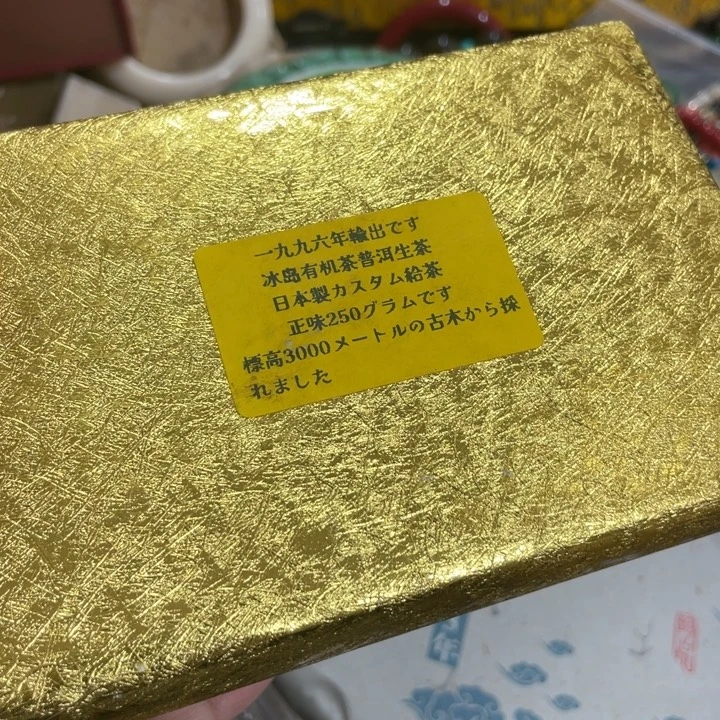 一九九六年輸出です
冰岛有机茶普洱生茶
日本製カスタム給茶
正味250グラムです
標高3000メートルの古木から採
れました